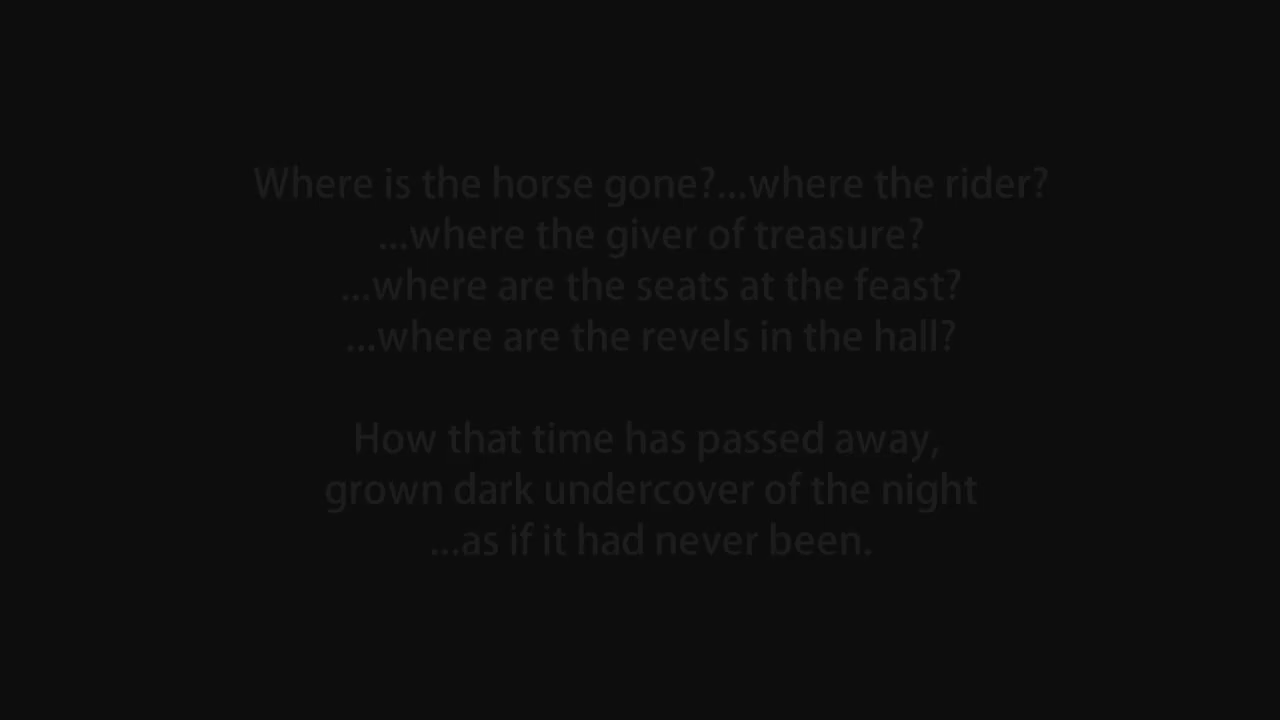 Where is the horse gone?...where the rider?
...where the giver of treasure?
...where are the seats at the feast?
...where are the revels in the hall?
How that time has passed away,
grown dark undercover of the night
...as if it had never been.